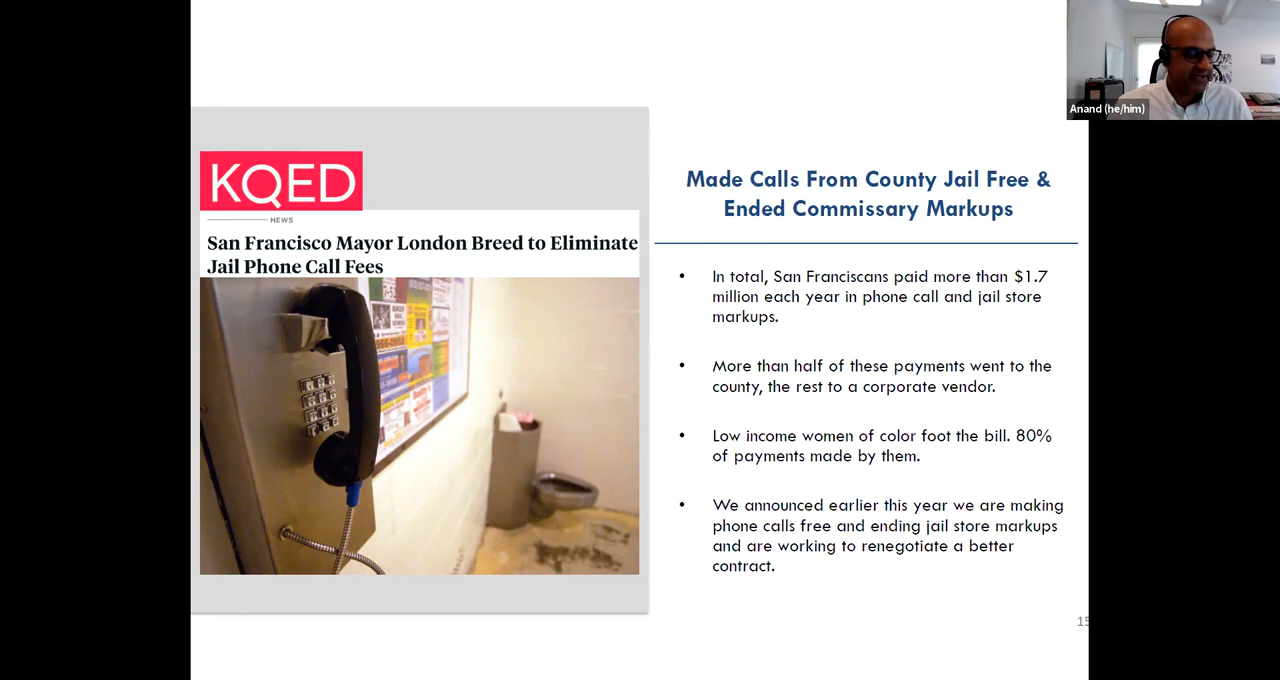 Anand (he/him)
KQED
NEWS
San Francisco Mayor London Breed to Eliminate
Jail Phone Call Fees
Made Calls From County Jail Free &
Ended Commissary Markups
• In total, San Franciscans paid more than $1.7
million each year in phone call and jail store
markups.
• More than half of these payments went to the
county, the rest to a corporate vendor.
• Low income women of color foot the bill. 80%
of payments made by them.
• We announced earlier this year we are making
phone calls free and ending jail store markups
and are working to renegotiate a better
contract.
15